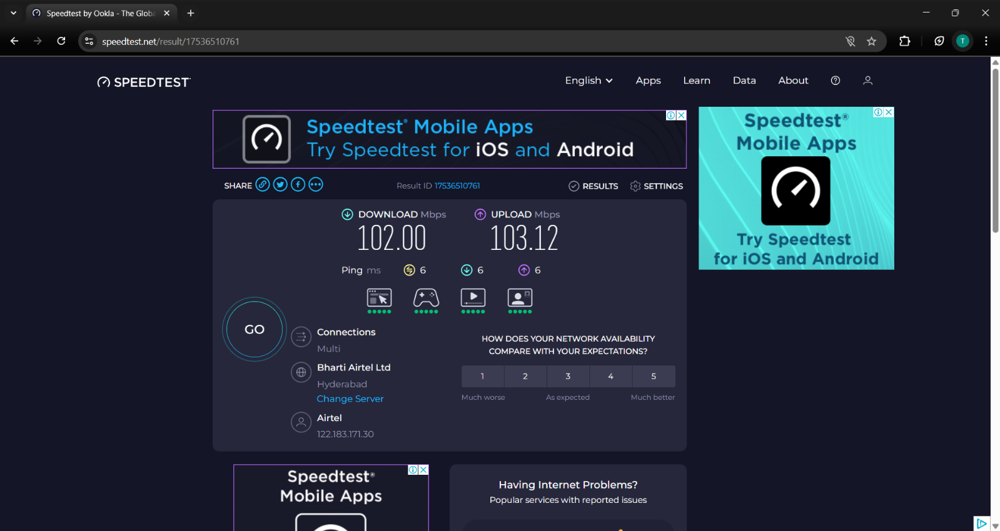 Speedtest by Ookla - The Globa
speedtest.net/result/17536510761
T
SPEEDTEST
English Apps Learn Data About
Speedtest® Mobile Apps
Try Speedtest for iOS and Android
Speedtest®
Mobile Apps
Try Speedtest
for iOS and Android
SHARE Result ID 17536510761 RESULTS SETTINGS
DOWNLOAD Mbps UPLOAD Mbps
102.00 103.12
Ping ms 6 6 6
GO
Connections
Multi
Bharti Airtel Ltd
Hyderabad
Change Server
Airtel
122.183.171.30
HOW DOES YOUR NETWORK AVAILABILITY
COMPARE WITH YOUR EXPECTATIONS?
1 2 3 4 5
Much worse As expected Much better
Speedtest®
Mobile Apps
Having Internet Problems?
Popular services with reported issues